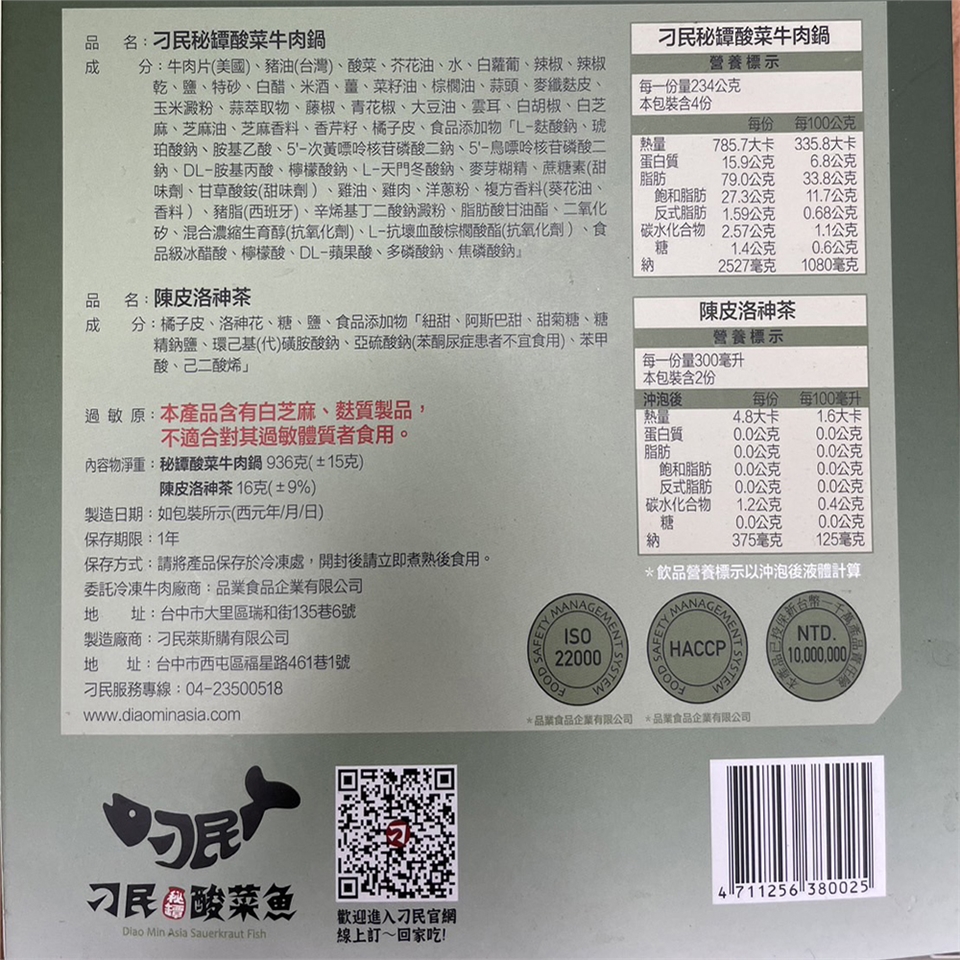 品 名：刁民秘罈酸菜牛肉鍋
成 分：牛肉片(美國)、豬油(台灣)、酸菜、芥花油、水、白蘿蔔、辣椒、辣椒
乾、鹽、特砂、白醋、米酒、薑、菜籽油、棕櫚油、蒜頭、麥纖麩皮、
玉米澱粉、蒜萃取物、藤椒、青花椒、大豆油、雲耳、白胡椒、白芝
麻、芝麻油、芝麻香料、香芹籽、橘子皮、食品添加物「L-麩酸鈉、琥
珀酸鈉、胺基乙酸、5'-次黃嘌呤核苷磷酸二鈉、5'-鳥嘌呤核苷磷酸二
鈉、DL-胺基丙酸、檸檬酸鈉、L-天門冬酸鈉、麥芽糊精、蔗糖素(甜
味劑、甘草酸銨(甜味劑)、雞油、雞肉、洋蔥粉、複方香料(葵花油、
香料)、豬脂(西班牙)、辛烯基丁二酸鈉澱粉、脂肪酸甘油酯、二氧化
矽、混合濃縮生育醇(抗氧化劑)、L-抗壞血酸棕櫚酸酯(抗氧化劑)、食
品級冰醋酸、檸檬酸、DL-蘋果酸、多磷酸鈉、焦磷酸鈉』
品 名：陳皮洛神茶
成 分：橘子皮、洛神花、糖、鹽、食品添加物「紐甜、阿斯巴甜、甜菊糖、糖
精鈉鹽、環己基(代)磺胺酸鈉、亞硫酸鈉(苯酮尿症患者不宜食用)、苯甲
酸、己二酸烯」
過敏原：本產品含有白芝麻、麩質製品，
不適合對其過敏體質者食用。
內容物淨重：秘罈酸菜牛肉鍋 936克(±15克)
陳皮洛神茶 16克(±9%)
製造日期：如包裝所示(西元年/月/日)
保存期限：1年
保存方式：請將產品保存於冷凍處，開封後請立即煮熟後食用。
委託冷凍牛肉廠商：品業食品企業有限公司
地 址：台中市大里區瑞和街135巷6號
製造廠商：刁民萊斯購有限公司
地 址：台中市西屯區福星路461巷1號
刁民服務專線：04-23500518
www.diaominasia.com
刁民秘罈酸菜牛肉鍋
營養標示
每一份量234公克
本包裝含4份
每份 每100公克
熱量 785.7大卡 335.8大卡
蛋白質 15.9公克 6.8公克
脂肪 79.0公克 33.8公克
飽和脂肪 27.3公克 11.7公克
反式脂肪 1.59公克 0.68公克
碳水化合物 2.57公克 1.1公克
糖 1.4公克 0.6公克
鈉 2527毫克 1080毫克
陳皮洛神茶
營養標示
每一份量300毫升
本包裝含2份
沖泡後 每份 每100毫升
熱量 4.8大卡 1.6大卡
蛋白質 0.0公克 0.0公克
脂肪 0.0公克 0.0公克
飽和脂肪 0.0公克 0.0公克
反式脂肪 0.0公克 0.0公克
碳水化合物 1.2公克 0.4公克
糖 0.0公克 0.0公克
鈉 375毫克 125毫克
*飲品營養標示以沖泡後液體計算
FOOD SAFETY MANAGEMENT SYSTEM
ISO
22000
FOOD SAFETY MANAGEMENT SYSTEM
HACCP
本產品已投保新台幣一千萬產品責任險
NTD.
10,000,000
*品業食品企業有限公司 *品業食品企業有限公司
刁民
刁民秘罈酸菜魚
Diao Min Asia Sauerkraut Fish
刁
歡迎進入刁民官網
線上訂～回家吃!
4 711256 380025